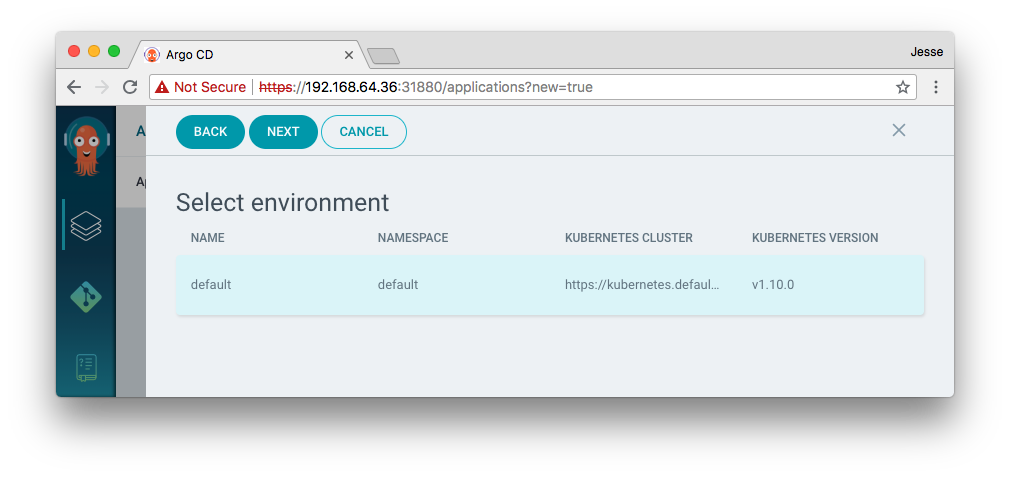 Argo CD
Jesse
Not Secure https://192.168.64.36:31880/applications?new=true
A BACK NEXT CANCEL
Ap
Select environment
NAME NAMESPACE KUBERNETES CLUSTER KUBERNETES VERSION
default default https://kubernetes.defaul... v1.10.0